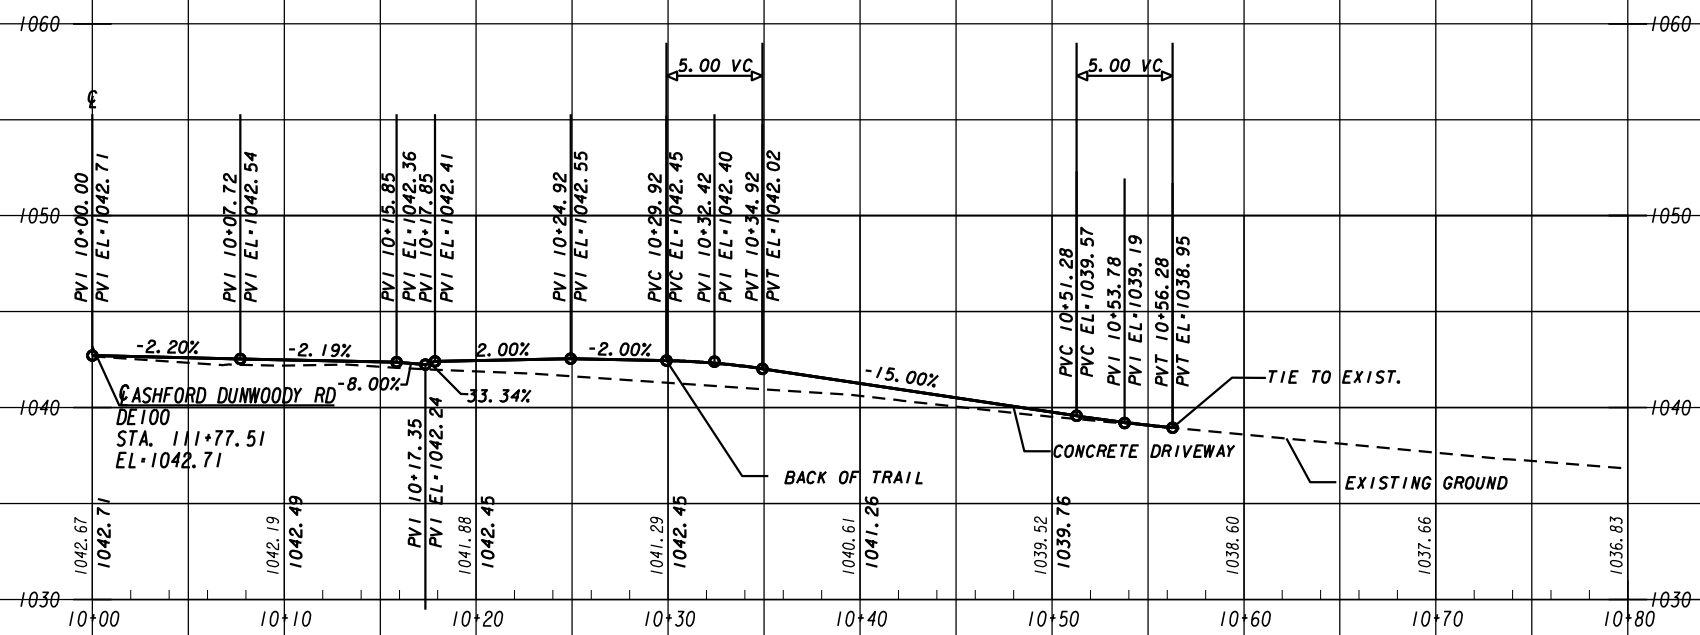 1060
1060
5.00 VC
5.00 VC
℄
PVI 10+00.00
PVI EL=1042.71
PVI 10+07.72
PVI EL=1042.54
PVI 10+15.85
PVI EL=1042.36
PVI 10+17.85
PVI EL=1042.41
PVI 10+24.92
PVI EL=1042.55
PVC 10+29.92
PVC EL=1042.45
PVI 10+32.42
PVI EL=1042.40
PVT 10+34.92
PVT EL=1042.02
PVC 10+51.28
PVC EL=1039.57
PVI 10+53.78
PVI EL=1039.19
PVT 10+56.28
PVT EL=1038.95
1050
1050
-2.20%
-2.19%
-8.00%
33.34%
2.00%
-2.00%
-15.00%
TIE TO EXIST.
℄ ASHFORD DUNWOODY RD
DE100
STA. 111+77.51
EL=1042.71
1040
1040
PVI 10+17.35
PVI EL=1042.24
BACK OF TRAIL
CONCRETE DRIVEWAY
EXISTING GROUND
1042.67
1042.71
1042.19
1042.49
1041.88
1042.45
1041.29
1042.45
1040.61
1041.26
1039.52
1039.76
1038.60
1037.66
1036.83
1030
1030
10+00
10+10
10+20
10+30
10+40
10+50
10+60
10+70
10+80